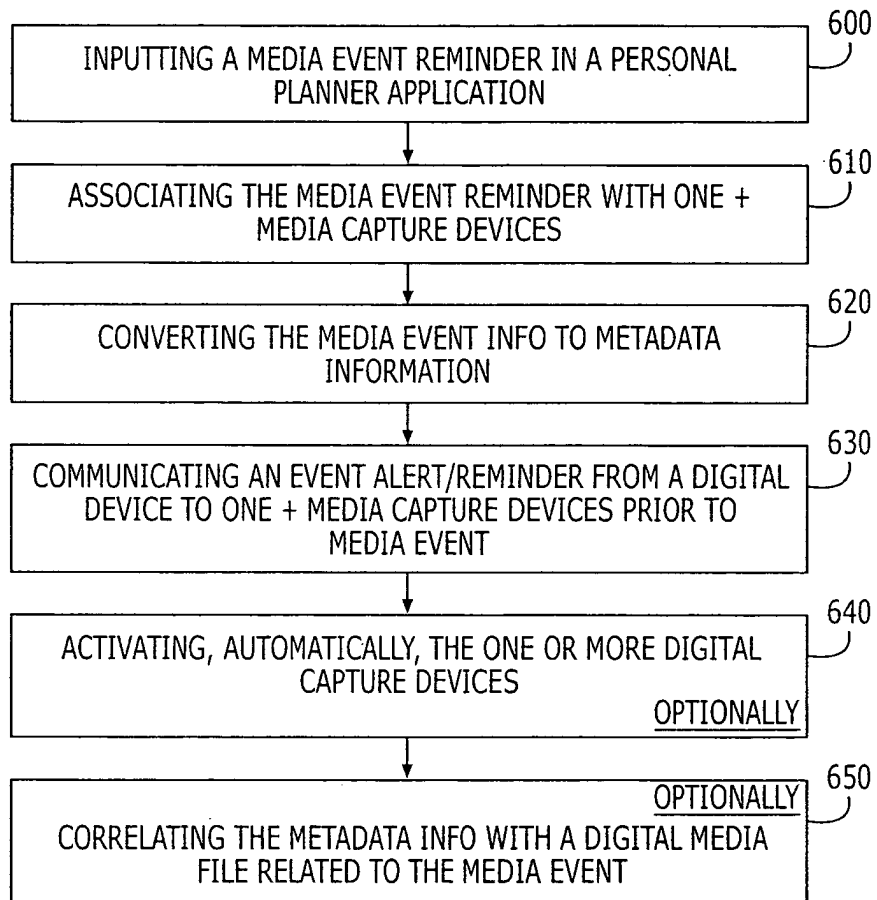 600
INPUTTING A MEDIA EVENT REMINDER IN A PERSONAL
PLANNER APPLICATION
610
ASSOCIATING THE MEDIA EVENT REMINDER WITH ONE +
MEDIA CAPTURE DEVICES
620
CONVERTING THE MEDIA EVENT INFO TO METADATA
INFORMATION
630
COMMUNICATING AN EVENT ALERT/REMINDER FROM A DIGITAL
DEVICE TO ONE + MEDIA CAPTURE DEVICES PRIOR TO
MEDIA EVENT
640
ACTIVATING, AUTOMATICALLY, THE ONE OR MORE DIGITAL
CAPTURE DEVICES
OPTIONALLY
650
OPTIONALLY
CORRELATING THE METADATA INFO WITH A DIGITAL MEDIA
FILE RELATED TO THE MEDIA EVENT